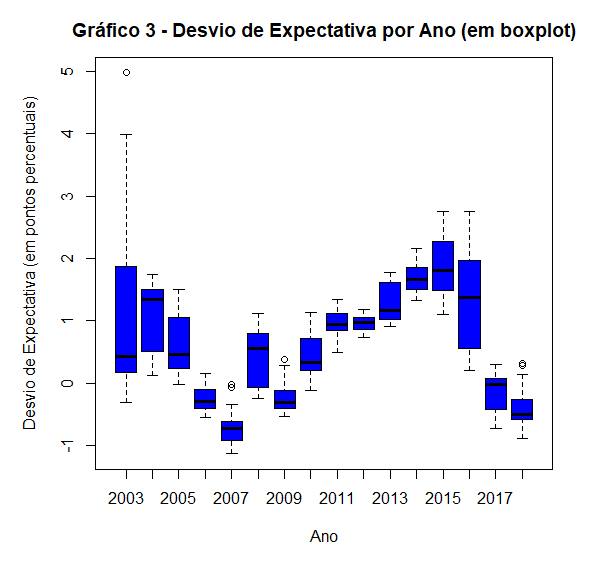 Gráfico 3 - Desvio de Expectativa por Ano (em boxplot)
Desvio de Expectativa (em pontos percentuais)
5
4
3
2
1
0
-1
2003 2005 2007 2009 2011 2013 2015 2017
Ano